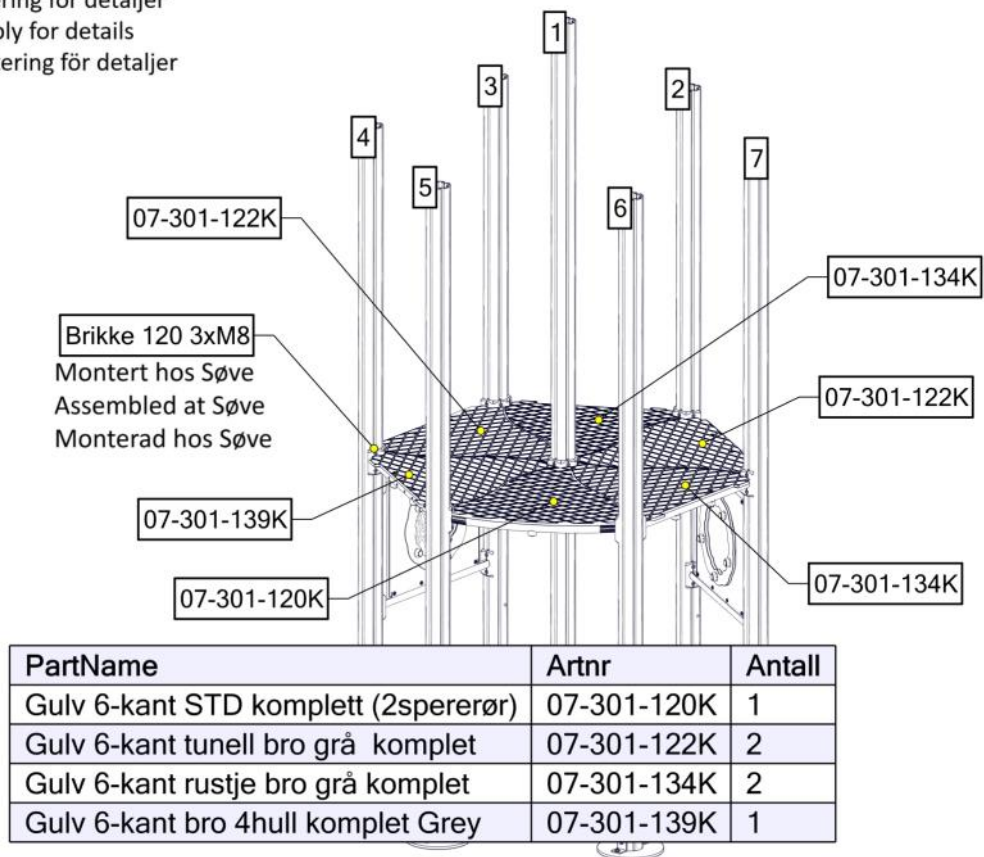 for detaljer
for details
för detaljer
1
3
2
4
7
5
6
07-301-122K
07-301-134K
Brikke 120 3xM8
Montert hos Søve
Assembled at Søve
Monterad hos Søve
07-301-122K
07-301-139K
07-301-120K
07-301-134K
PartName Artnr Antall
Gulv 6-kant STD komplett (2spererør) 07-301-120K 1
Gulv 6-kant tunell bro grå komplet 07-301-122K 2
Gulv 6-kant rustje bro grå komplet 07-301-134K 2
Gulv 6-kant bro 4hull komplet Grey 07-301-139K 1